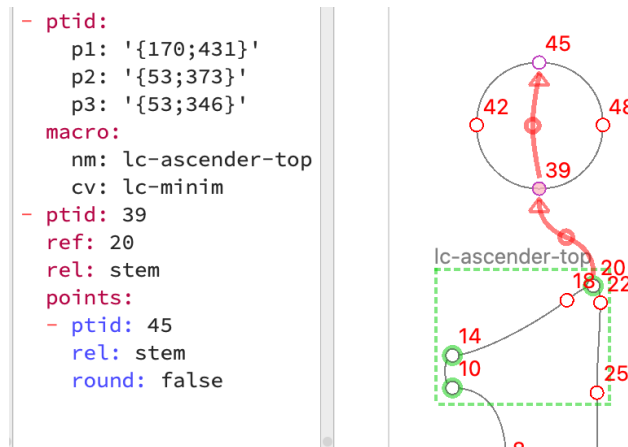 - ptid:
p1: '{170;431}'
p2: '{53;373}'
p3: '{53;346}'
macro:
nm: lc-ascender-top
cv: lc-minim
- ptid: 39
ref: 20
rel: stem
points:
- ptid: 45
rel: stem
round: false
45
42
48
39
lc-ascender-top
20
18
22
14
10
25